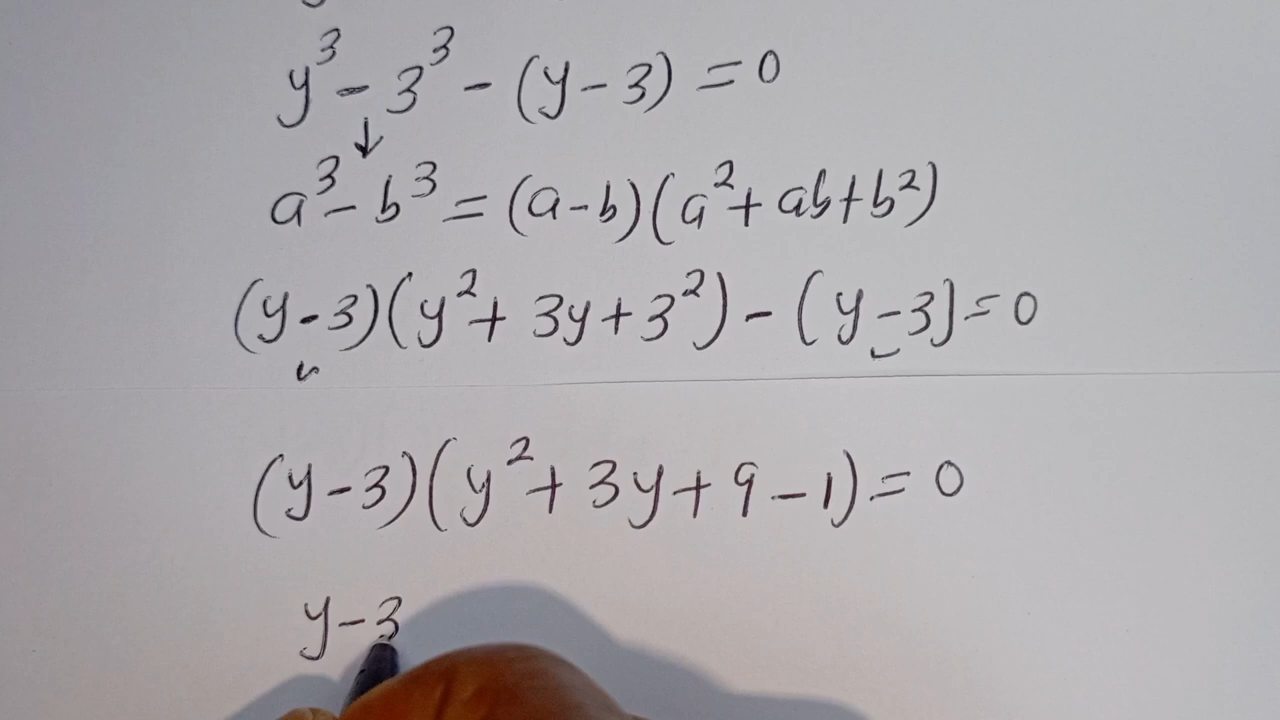 y³ - 3³ - (y - 3) = 0
↓
a³ - b³ = (a - b)(a² + ab + b²)
(y - 3)(y² + 3y + 3²) - (y - 3] = 0
(y - 3)(y² + 3y + 9 - 1) = 0
y - 3